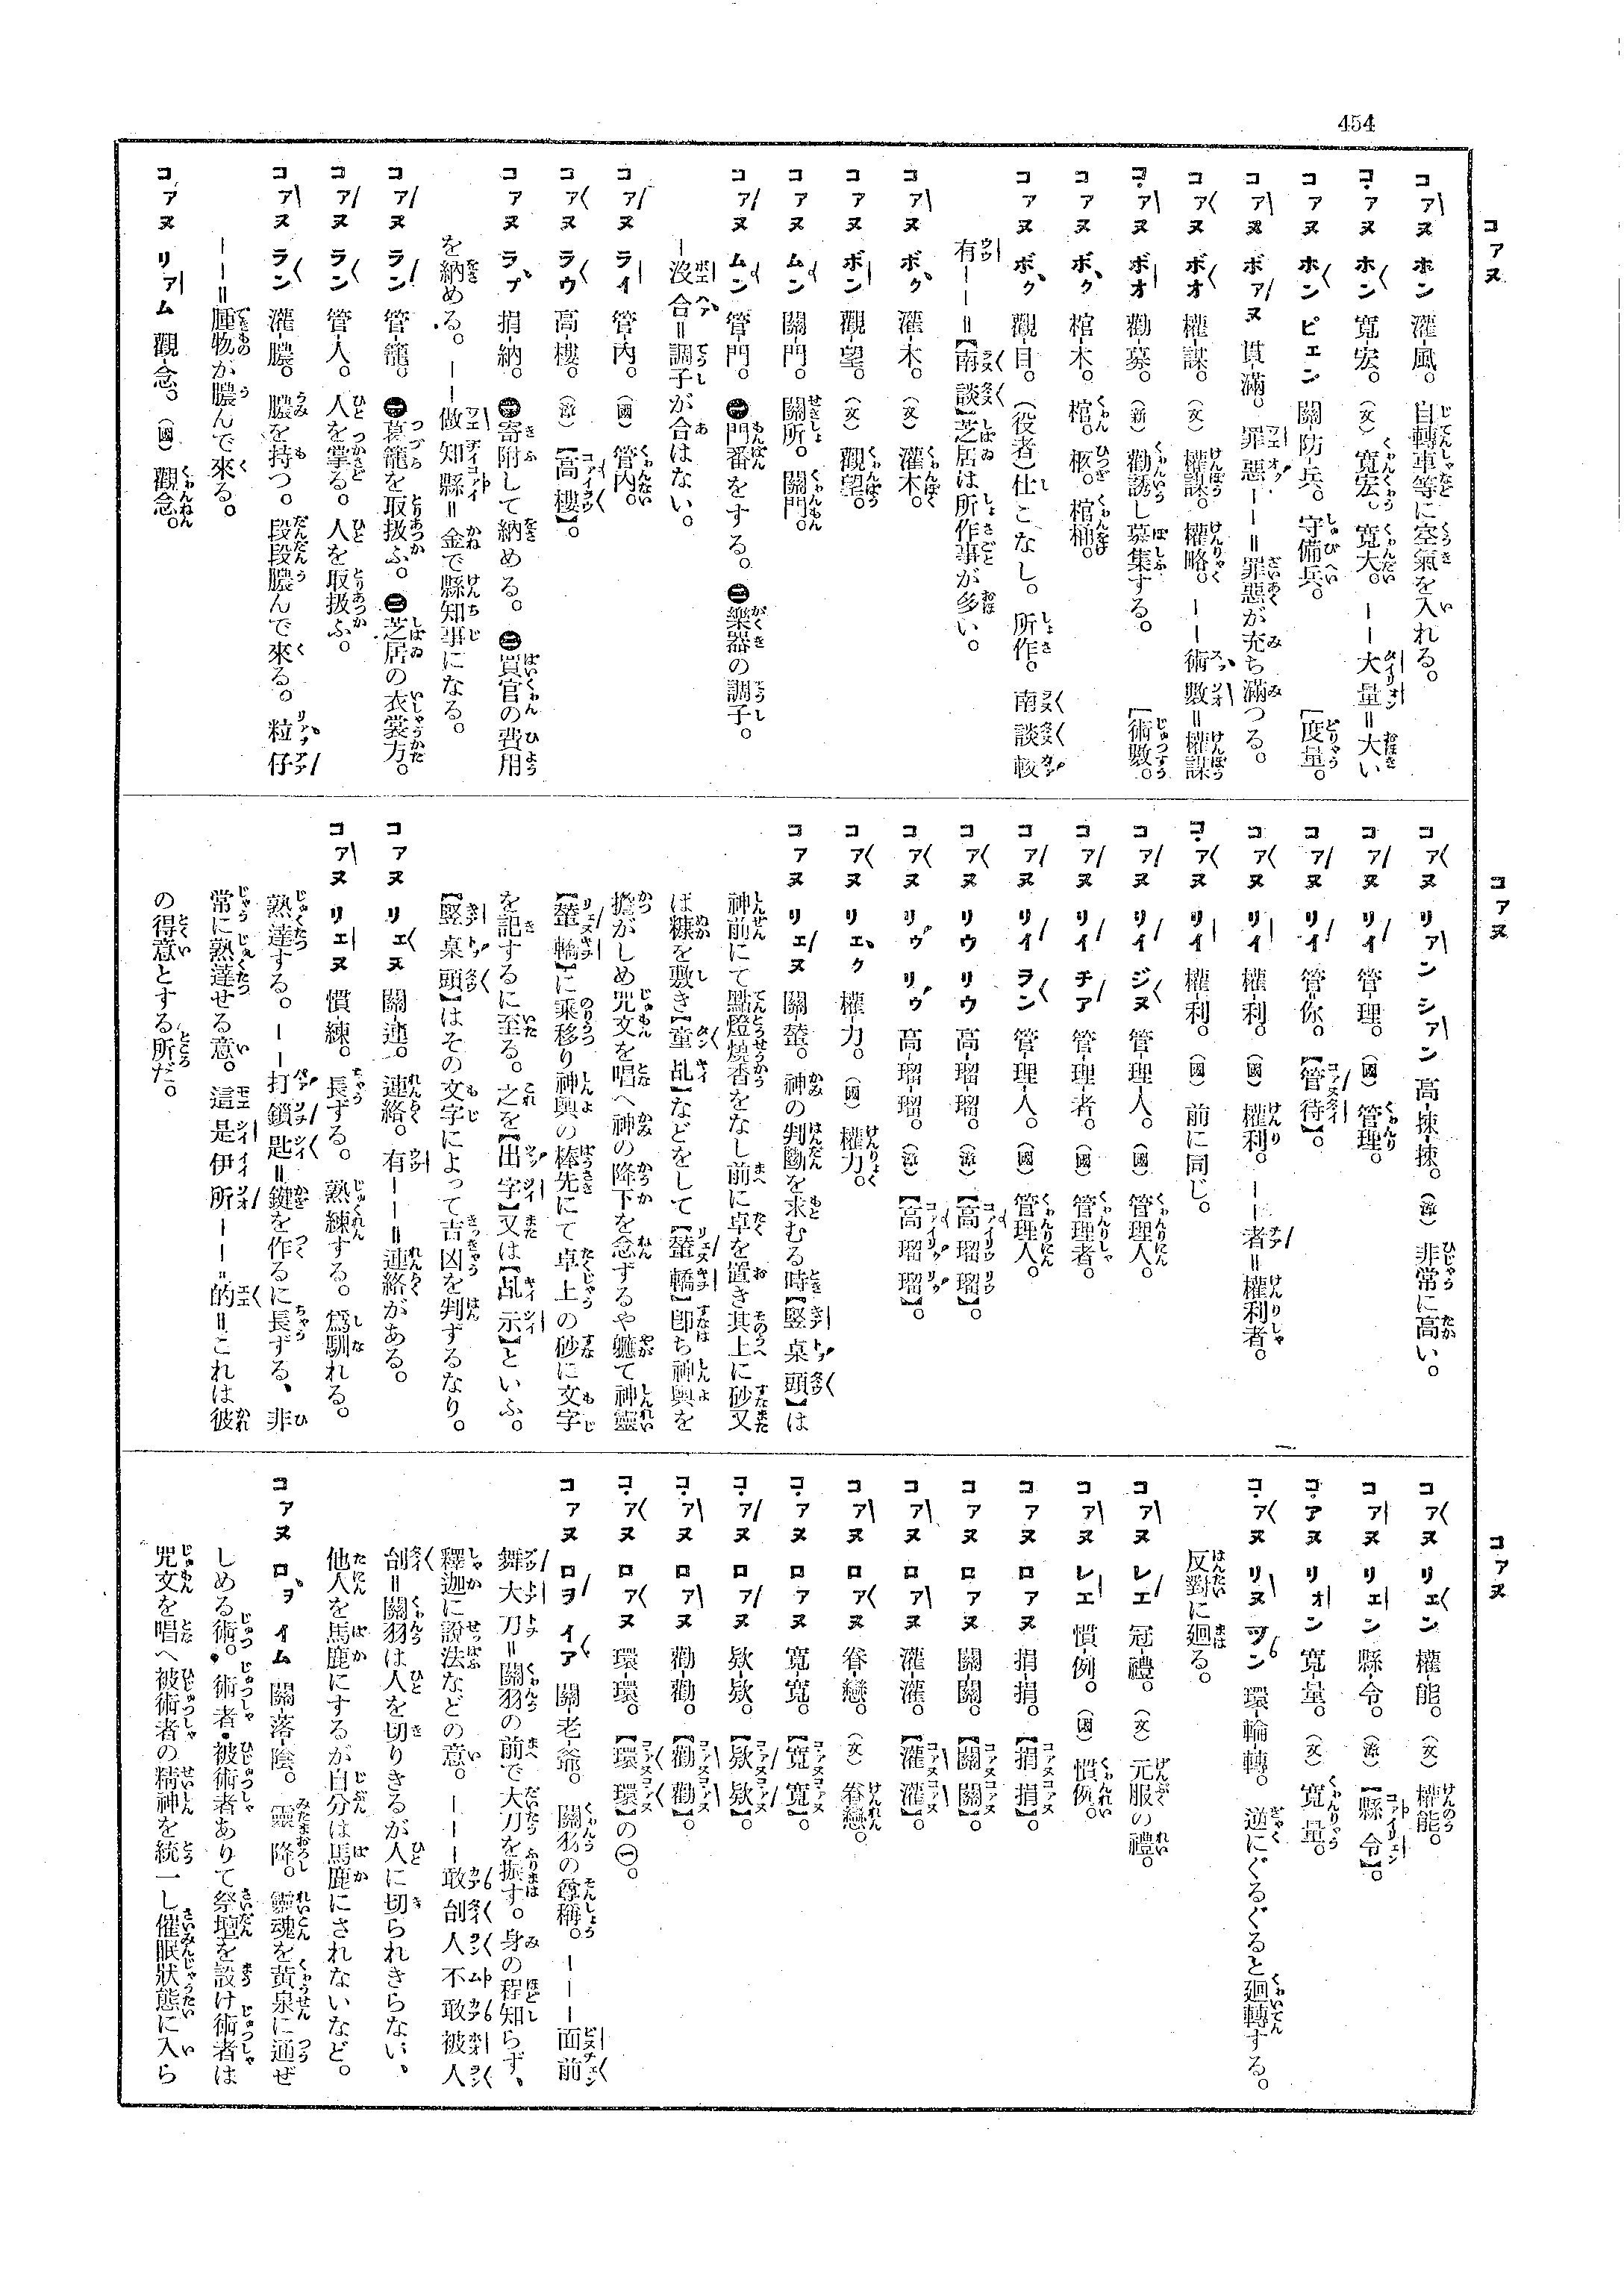 454
コアヌ
コアヌ ホン 灌-風。 自轉車等に空氣を入れる。
コアヌ ホン 寬-宏。（文）寬宏。寬大。——大量＝大い
コアヌ ホン ピェン 關-防-兵。 守備兵。 【度量。
コアヌ ボアヌ 貫-滿。 罪惡——＝罪惡が充ち滿つる。
コアヌ ボオ 權-謀。（文）權謀。權略。——術數＝權謀
コアヌ ボオ 勸-募。（新）勸誘し募集する。 【術數。
コアヌ ボク 棺-木。 棺。柩。棺桶。
コアヌ ボク 觀-目。（役者）仕こなし。所作。南談較
有——＝【南談】芝居は所作事が多い。
コアヌ ボク 灌-木。（文）灌木。
コアヌ ボン 觀-望。（文）觀望。
コアヌ ムン 關-門。 關所。關門。
コアヌ ムン 管-門。 ㊀門番をする。㊁樂器の調子。
—沒合＝調子が合はない。
コアヌ ライ 管-內。（國）管內。
コアヌ ラウ 高-樓。（漳）【高樓】。
コアヌ ラプ 捐-納。 ㊀寄附して納める。㊁買官の費用
を納める。——做知縣＝金で縣知事になる。
コアヌ ラン 管-籠。 ㊀葛籠を取扱ふ。㊁芝居の衣裳方。
コアヌ ラン 管-人。 人を掌る。人を取扱ふ。
コアヌ ラン 灌-膿。 膿を持つ。段段膿んで來る。粒仔
——＝腫物が膿んで來る。
コアヌ リアム 觀-念。（國）觀念。
コアヌ
コアヌ リアン シアン 高-㨂-㨂。（漳）非常に高い。
コアヌ リイ 管-理。（國）管理。
コアヌ リイ 管-你。 【管待】。
コアヌ リイ 權-利。（國）權利。——者＝權利者。
コアヌ リイ 權-利。（國）前に同じ。
コアヌ リイ ジヌ 管-理-人。（國）管理人。
コアヌ リイ チア 管-理-者。（國）管理者。
コアヌ リイ ラン 管-理-人。（國）管理人。
コアヌ リウ リウ 高-瑠-瑠。（漳）【高瑠瑠】。
コアヌ リウ リウ 高-瑠-瑠。（漳）【高瑠瑠】。
コアヌ リェク 權-力。（國）權力。
コアヌ リェヌ 關-輦。 神の判斷を求むる時【竪桌頭】は
神前にて點燈燒香をなし前に卓を置き其上に砂又
は糠を敷き【童乩】などをして【輦轎】卽ち神輿を
擔がしめ咒文を唱へ神の降下を念ずるや軈て神靈
【輦轎】に乘移り神輿の棒先にて卓上の砂に文字
を記するに至る。之を【出字】又は【乩示】といふ。
【竪桌頭】はその文字によって吉凶を判ずるなり。
コアヌ リェヌ 關-連。 連絡。有——＝連絡がある。
コアヌ リェヌ 慣-練。 長ずる。熟練する。爲馴れる。
熟達する。——打鎖匙＝鍵を作るに長ずる、非
常に熟達せる意。這是伊所——的＝これは彼
の得意とする所だ。
コアヌ
コアヌ リェン 權-能。（文）權能。
コアヌ リェン 縣-令。（漳）【縣令】。
コアヌ リォン 寬-量。（文）寬量。
コアヌ リヌ ツン 環-輪-轉。 逆にぐるぐると廻轉する。
反對に廻る。
コアヌ レエ 冠-禮。（文）元服の禮。
コアヌ レエ 慣-例。（國）慣例。
コアヌ ロアヌ 捐-捐。 【捐捐】。
コアヌ ロアヌ 關-關。 【關關】。
コアヌ ロアヌ 灌-灌。 【灌灌】。
コアヌ ロアヌ 眷-戀。（文）眷戀。
コアヌ ロアヌ 寬-寬。 【寬寬】。
コアヌ ロアヌ 欵-欵。 【欵欵】。
コアヌ ロアヌ 勸-勸。 【勸勸】。
コアヌ ロアヌ 環-環。 【環環】の㊀。
コアヌ ロヲ イア 關-老-爺。 關羽の尊稱。———面前
舞大刀＝關羽の前で大刀を振す。身の程知らず、
釋迦に說法などの意。———敢刣人不敢被人
刣＝關羽は人を切りきるが人に切られきらない、
他人を馬鹿にするが自分は馬鹿にされないなど。
コアヌ ロヲ イム 關-落-陰。 靈降。靈魂を黃泉に通ぜ
しめる術。術者・被術者ありて祭壇を設け術者は
咒文を唱へ被術者の精神を統一し催眠狀態に入ら